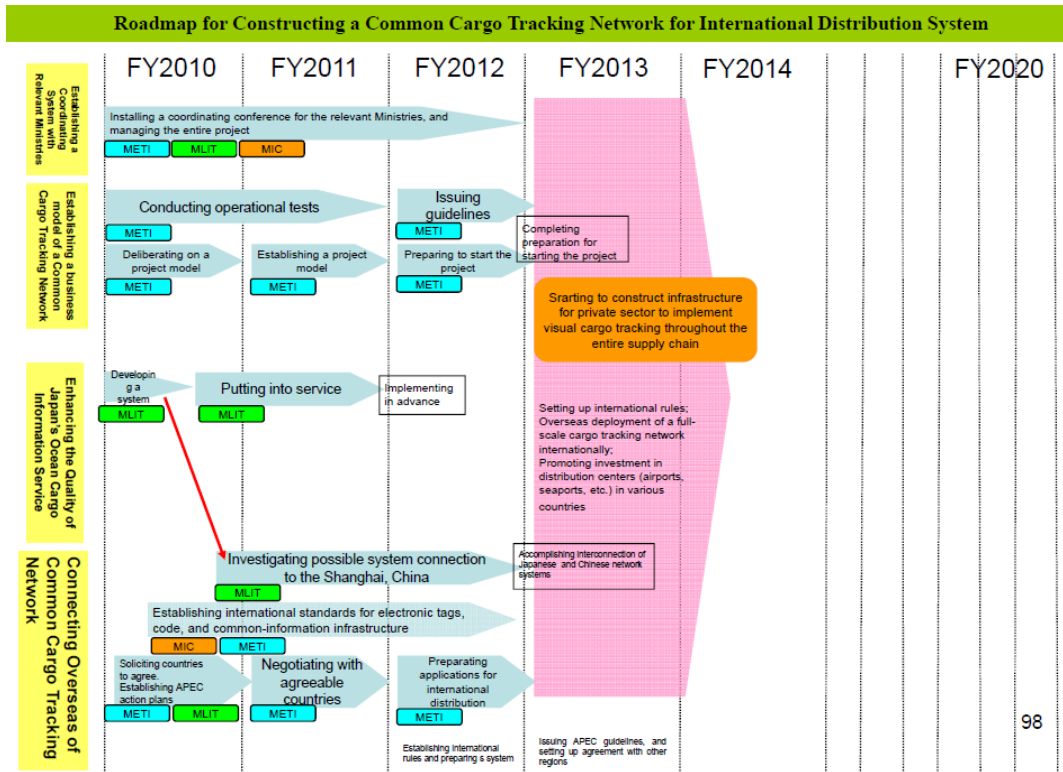 Roadmap for Constructing a Common Cargo Tracking Network for International Distribution System
FY2010
FY2011
FY2012
FY2013
FY2014
FY2020
Establishing a
Coordinating
System with
Relevant Ministries
Installing a coordinating conference for the relevant Ministries, and
managing the entire project
METI
MLIT
MIC
Establishing a business
model of a Common
Cargo Tracking Network
Conducting operational tests
METI
Issuing
guidelines
METI
Completing
preparation for
starting the project
Deliberating on a
project model
METI
Establishing a project
model
METI
Preparing to start the
project
METI
Srarting to construct infrastructure
for private sector to implement
visual cargo tracking throughout the
entire supply chain
Enhancing the Quality of
Japan's Ocean Cargo
Information Service
Developin
g a
system
MLIT
Putting into service
MLIT
Implementing
in advance
Setting up international rules;
Overseas deployment of a full-
scale cargo tracking network
internationally;
Promoting investment in
distribution centers (airports,
seaports, etc.) in various
countries
Connecting Overseas of
Common Cargo Tracking
Network
Investigating possible system connection
to the Shanghai, China
MLIT
Accomplishing interconnection of
Japanese and Chinese network
systems
Establishing international standards for electronic tags,
code, and common-information infrastructure
MIC
METI
Soliciting countries
to agree.
Establishing APEC
action plans
METI
MLIT
Negotiating with
agreeable
countries
METI
Preparating
applications for
international
distribution
METI
Establishing international
rules and preparing s system
Issuing APEC guidelines, and
setting up agreement with other
regions
98